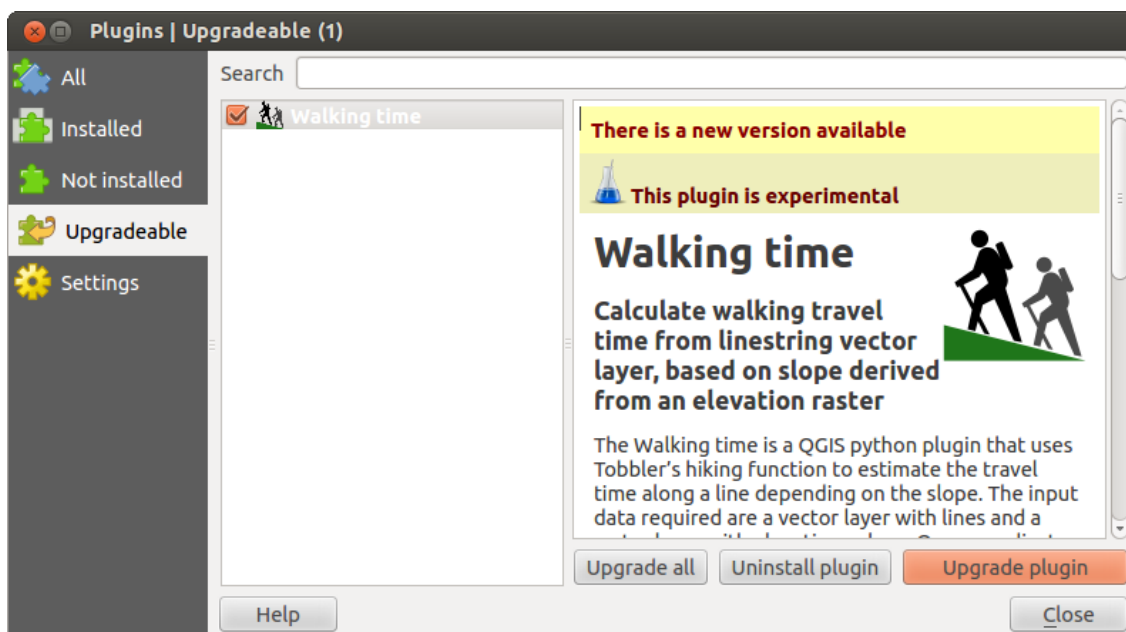 Plugins | Upgradeable (1)
All
Installed
Not installed
Upgradeable
Settings
Search
Walking time
There is a new version available
This plugin is experimental
Walking time
Calculate walking travel
time from linestring vector
layer, based on slope derived
from an elevation raster
The Walking time is a QGIS python plugin that uses
Tobbler's hiking function to estimate the travel
time along a line depending on the slope. The input
data required are a vector layer with lines and a
Upgrade all
Uninstall plugin
Upgrade plugin
Help
Close